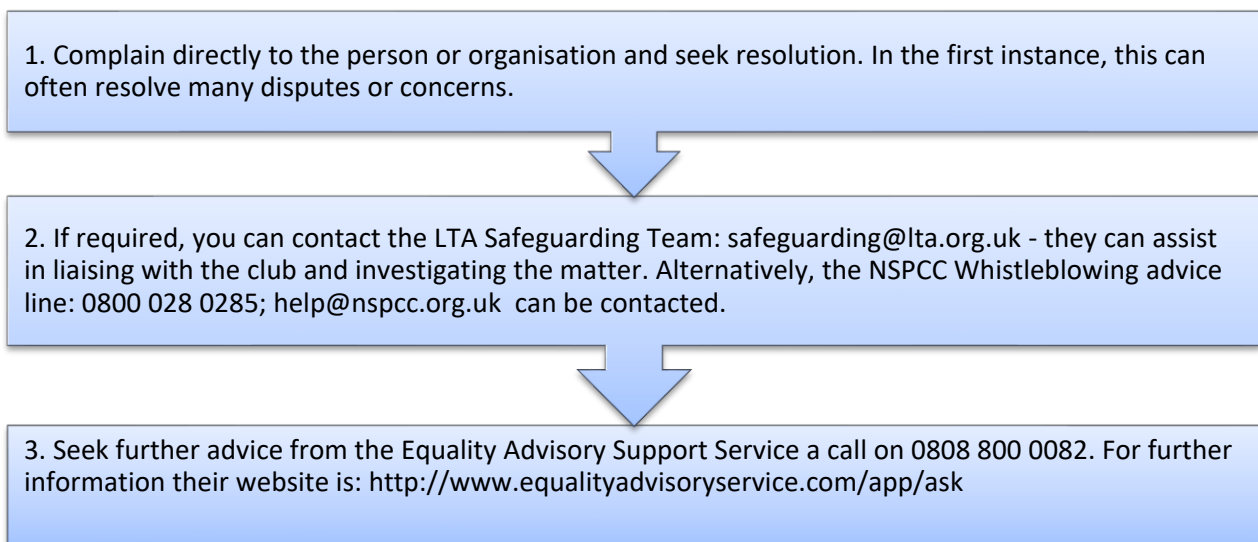 1. Complain directly to the person or organisation and seek resolution. In the first instance, this can
often resolve many disputes or concerns.
2. If required, you can contact the LTA Safeguarding Team: safeguarding@lta.org.uk - they can assist
in liaising with the club and investigating the matter. Alternatively, the NSPCC Whistleblowing advice
line: 0800 028 0285; help@nspcc.org.uk  can be contacted.
3. Seek further advice from the Equality Advisory Support Service a call on 0808 800 0082. For further
information their website is: http://www.equalityadvisoryservice.com/app/ask